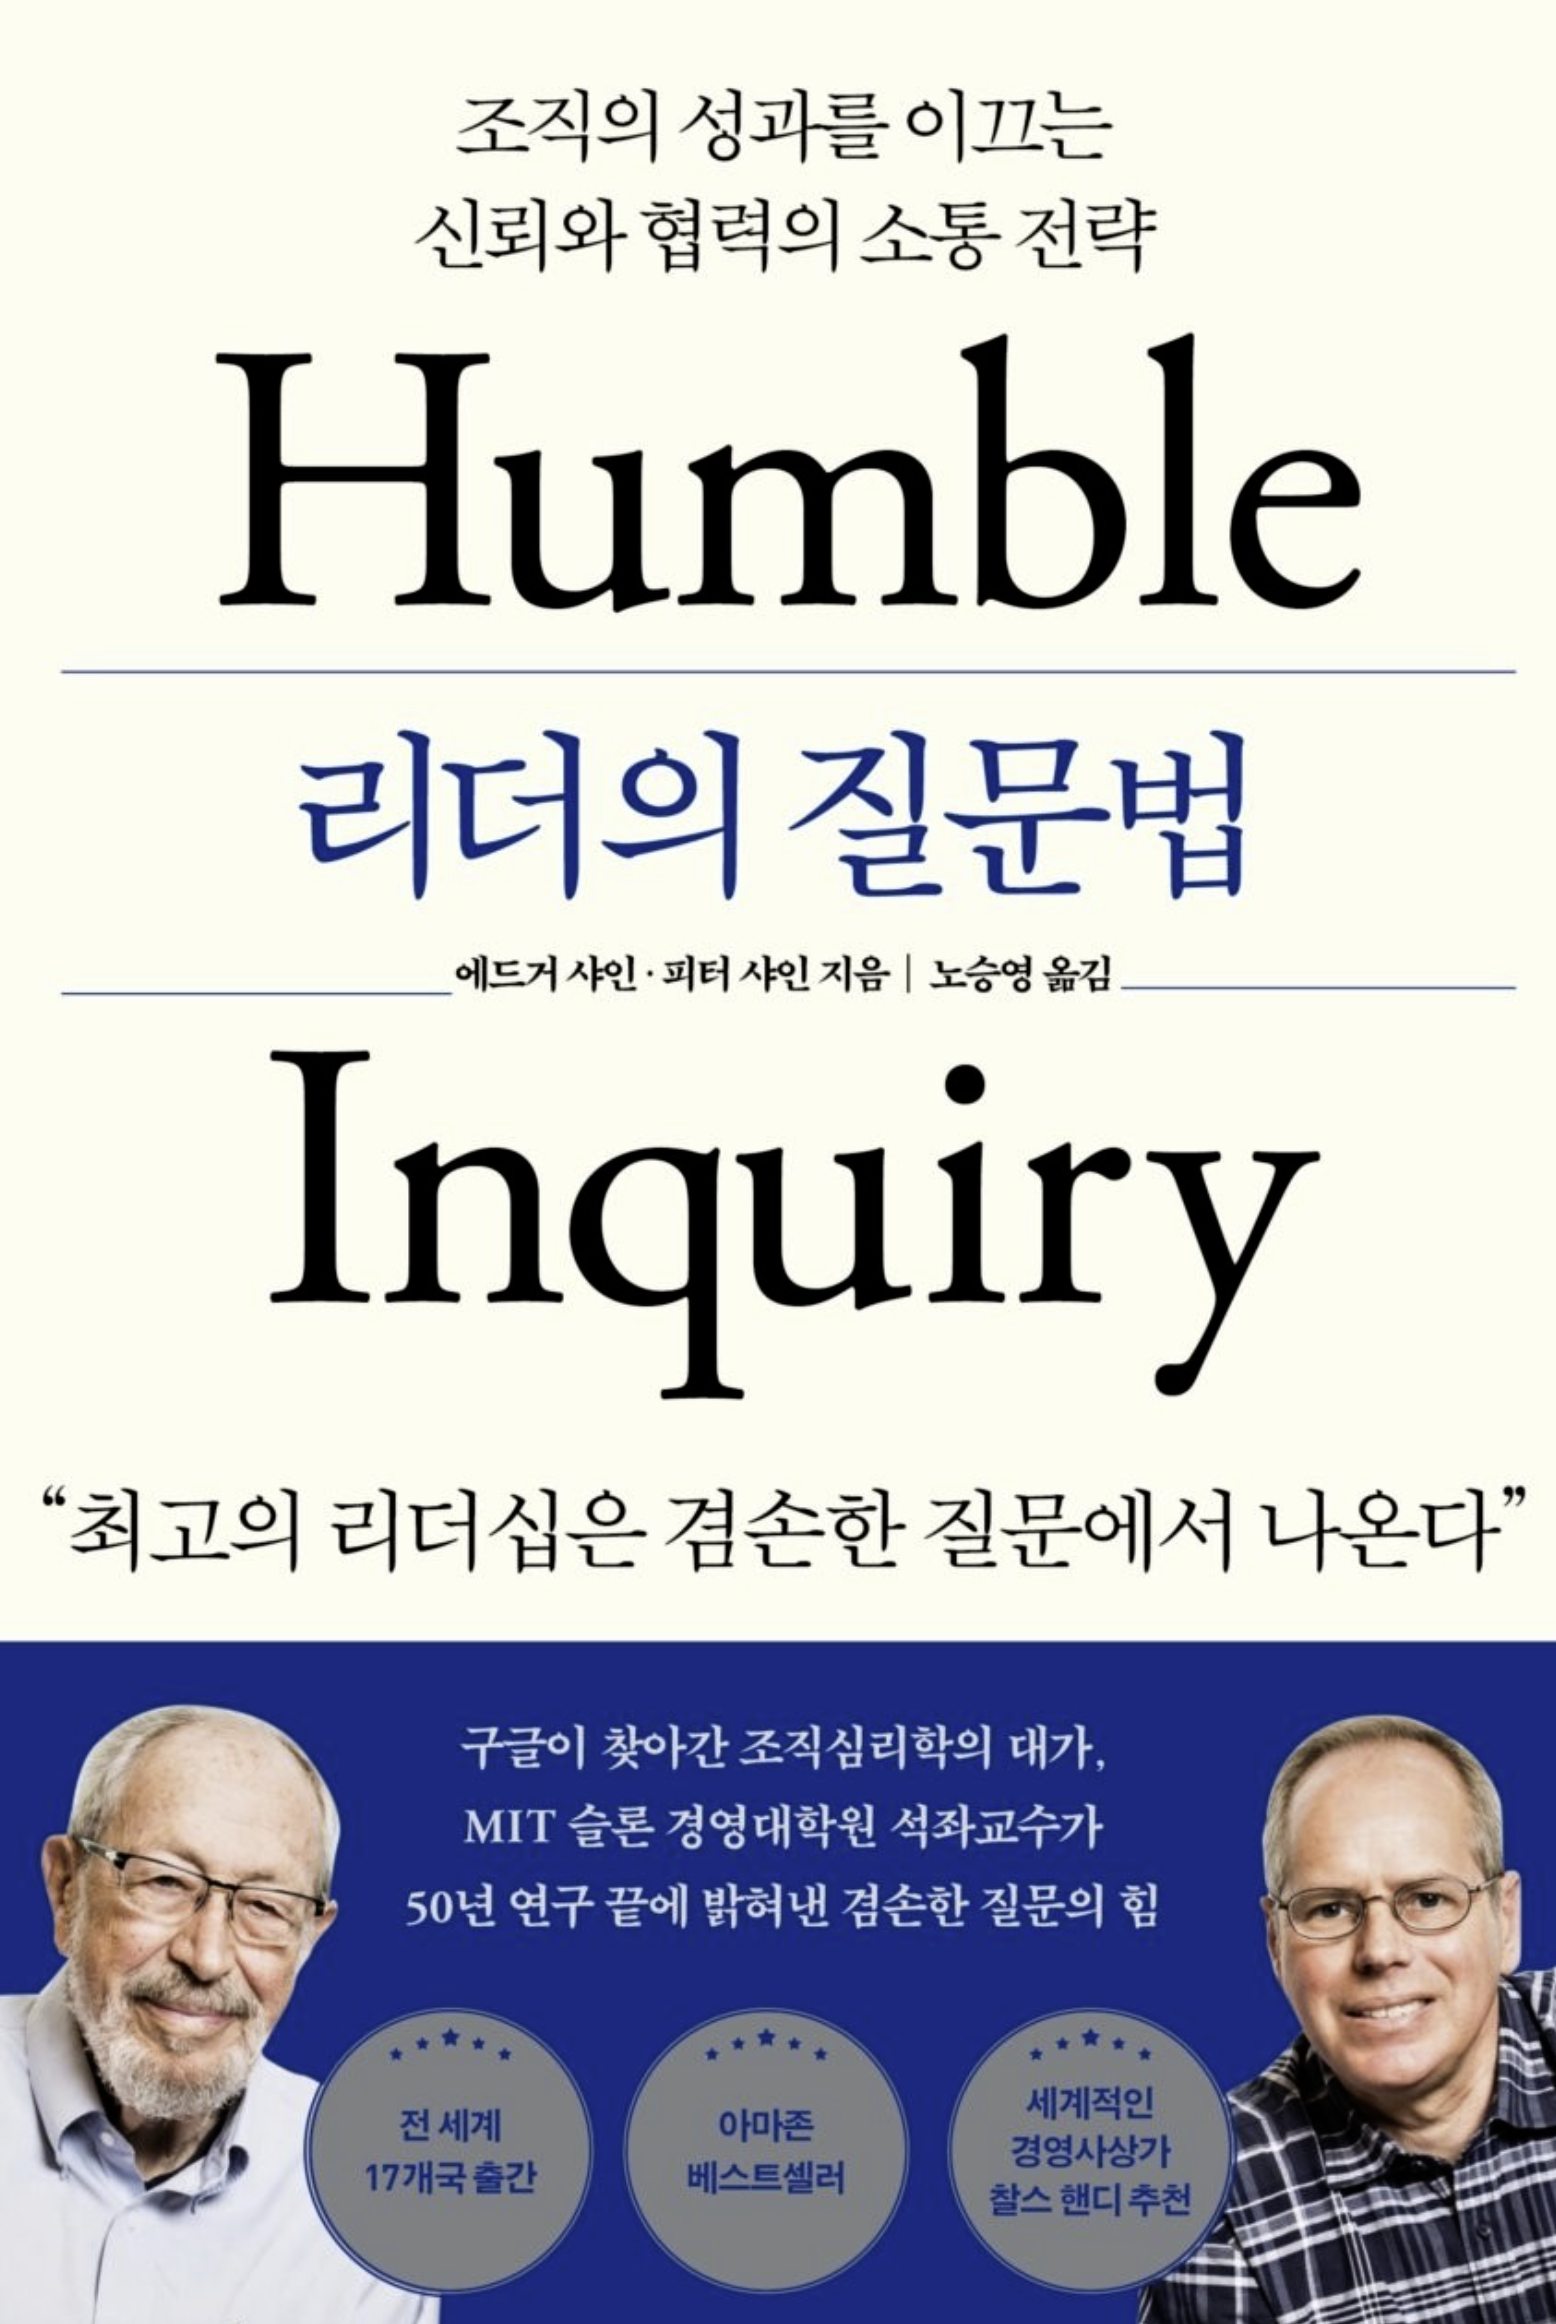 조직의 성과를 이끄는
신뢰와 협력의 소통 전략
Humble
리더의 질문법
에드거 샤인 · 피터 샤인 지음 | 노승영 옮김
Inquiry
“최고의 리더십은 겸손한 질문에서 나온다”
구글이 찾아간 조직심리학의 대가,
MIT 슬론 경영대학원 석좌교수가
50년 연구 끝에 밝혀낸 겸손한 질문의 힘
전 세계
17개국 출간
아마존
베스트셀러
세계적인
경영사상가
찰스 핸디 추천